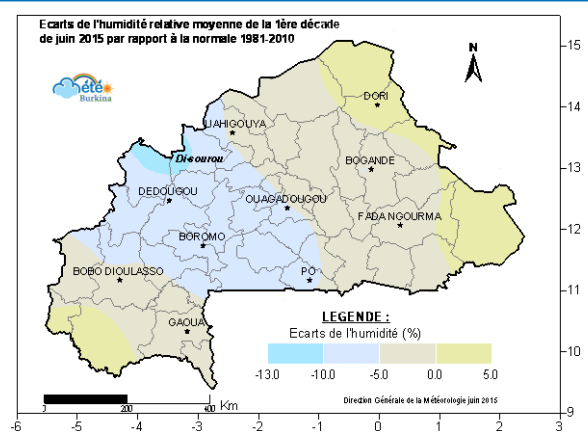 Ecarts de l'humidité relative moyenne de la 1ère décade
de juin 2015 par rapport à la normale 1981-2010
N
été
Burkina
DORI
UAHIGOUYA
BOGANDE
Di sourou
DEDOUGOU
OUAGADOUGOU
FADA NGOURMA
BOROMO
BOBO DIOULASSO
PO
GAOUA
LEGENDE :
Ecarts de l'humidité (%)
-13.0 -10.0 -5.0 0.0 5.0
Direction Générale de la Météorologie juin 2015
0 200 400 Km
15
14
13
12
11
10
9
-6 -5 -4 -3 -2 -1 0 1 2 3